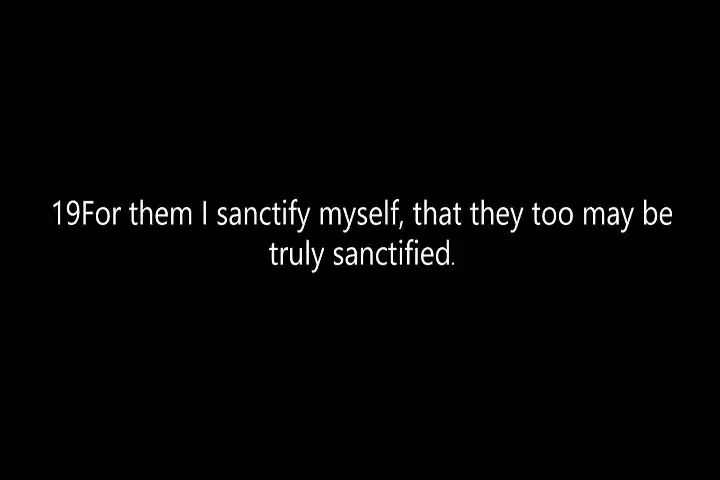 19For them I sanctify myself, that they too may be
truly sanctified.